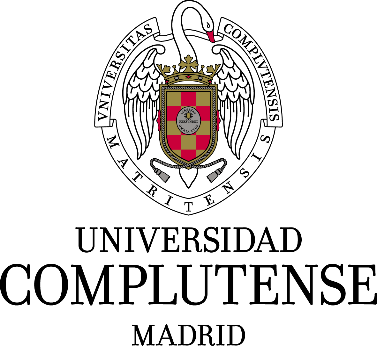 VNIVERSITAS
COMPLVTENSIS
MATRITENSIS
UNIVERSIDAD
COMPLUTENSE
MADRID